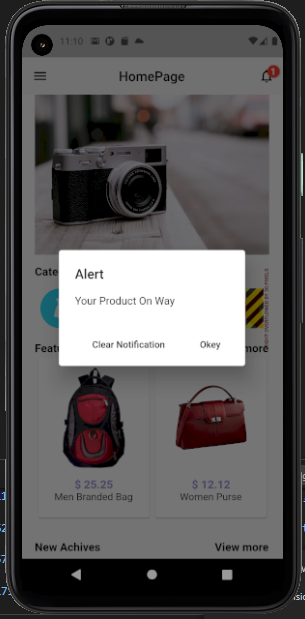 11:10
HomePage
1
Cate
Alert
Your Product On Way
Clear Notification
Okey
Featu
more
$ 25.25
Men Branded Bag
$ 12.12
Women Purse
New Achives
View more